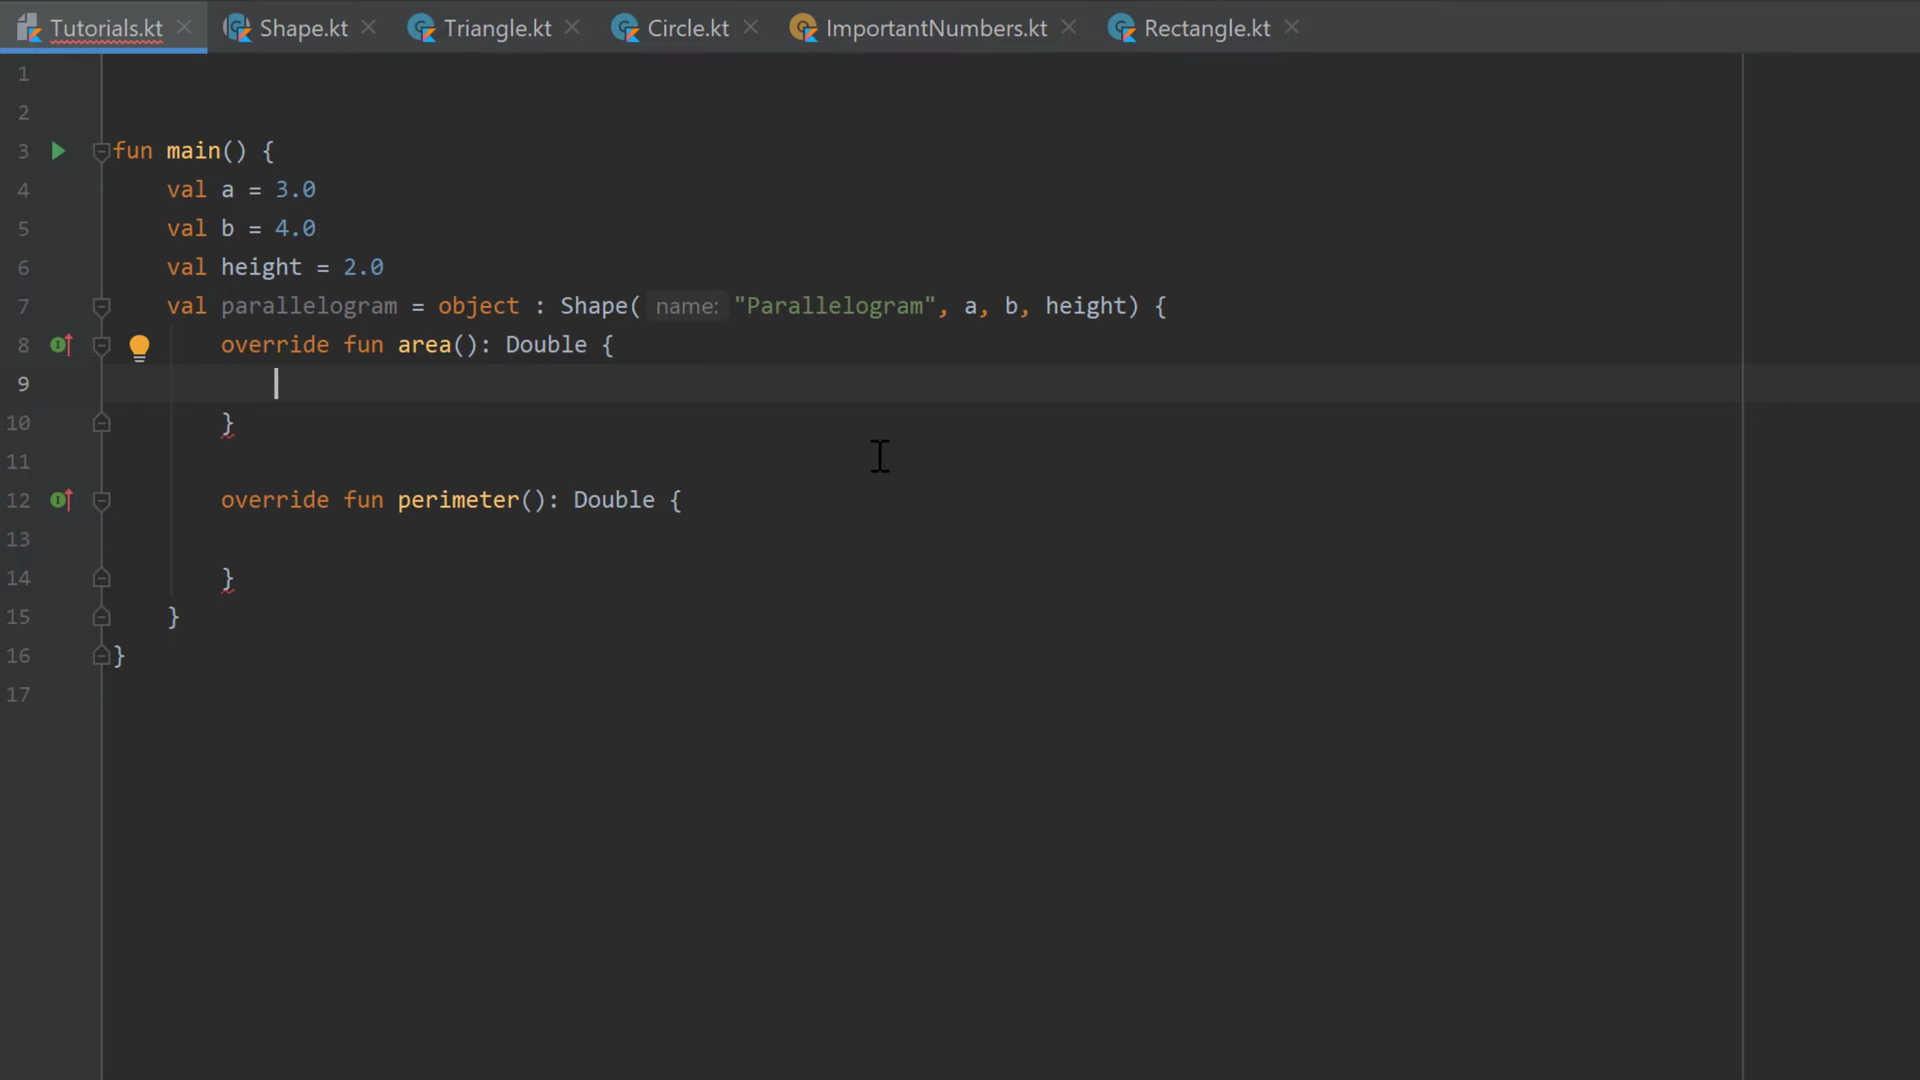 Tutorials.kt Shape.kt Triangle.kt Circle.kt ImportantNumbers.kt Rectangle.kt
1
2
3 fun main() {
4 val a = 3.0
5 val b = 4.0
6 val height = 2.0
7 val parallelogram = object : Shape( name: "Parallelogram", a, b, height) {
8 override fun area(): Double {
9
10 }
11
12 override fun perimeter(): Double {
13
14 }
15 }
16 }
17